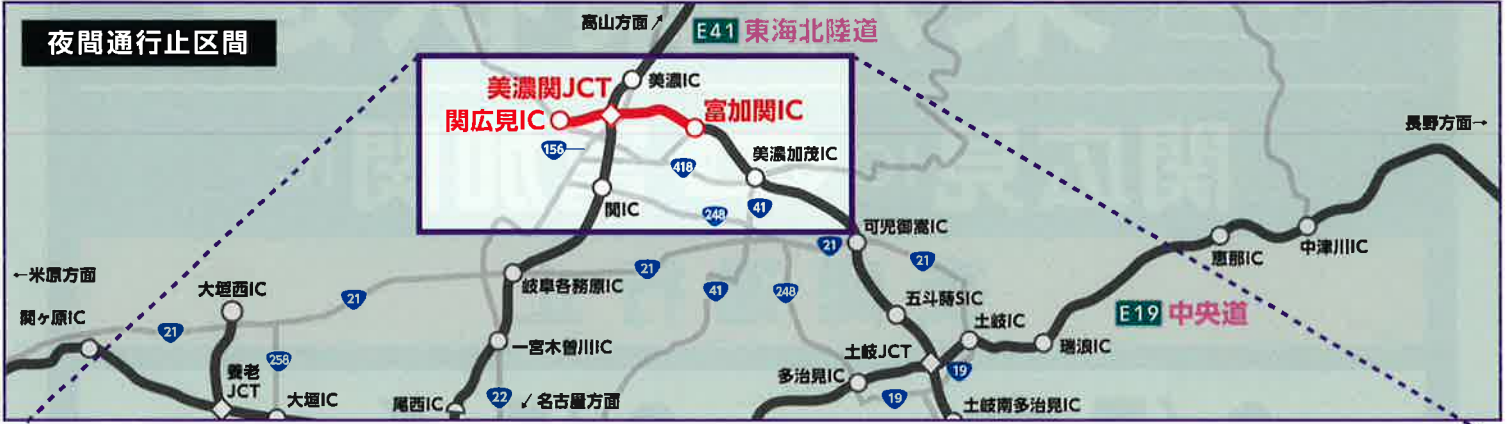 夜間通行止区間
高山方面↗
E41 東海北陸道
美濃関JCT
美濃IC
関広見IC
富加関IC
長野方面→
156
418
美濃加茂IC
関IC
248
41
可児御嵩IC
21
21
恵那IC
中津川IC
←米原方面
大垣西IC
21
岐阜各務原IC
21
41
248
五斗蒔SIC
E19 中央道
関ヶ原IC
21
土岐IC
258
一宮木曽川IC
土岐JCT
瑞浪IC
養老
JCT
多治見IC
19
大垣IC
尾西IC
22
↙名古屋方面
19
土岐南多治見IC